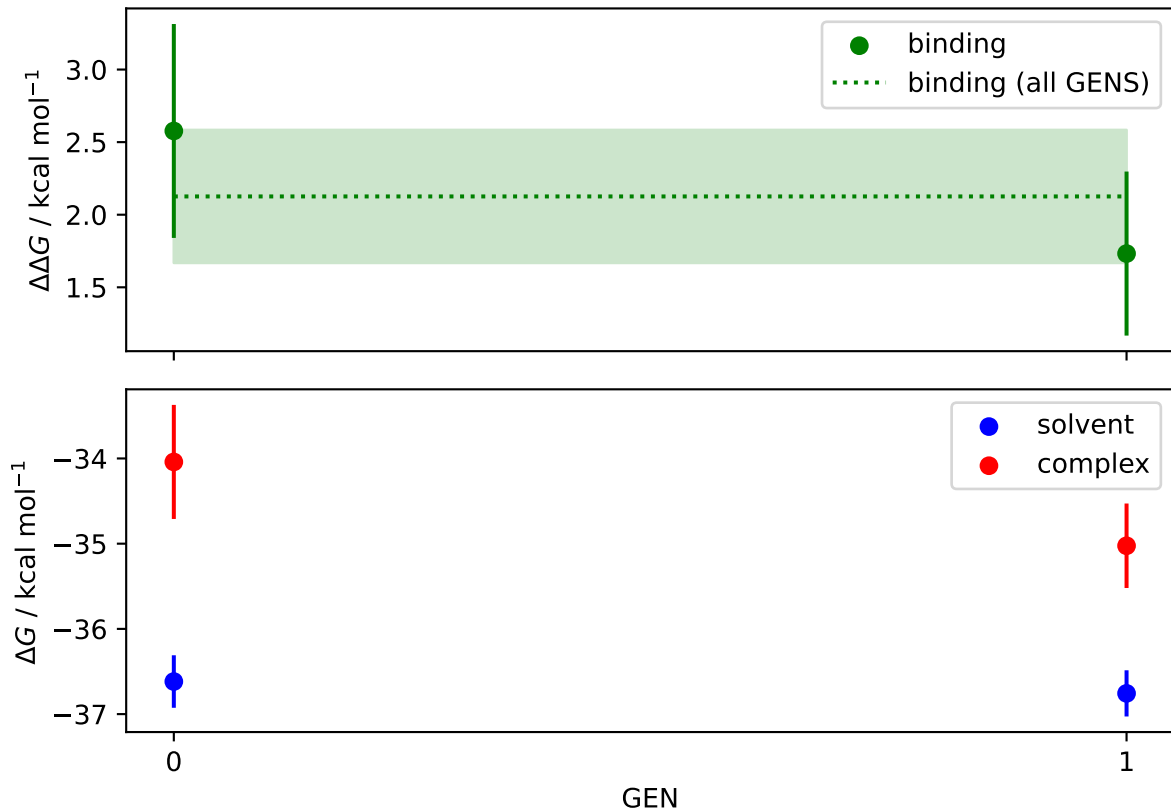 ΔΔG / kcal mol⁻¹
3.0
2.5
2.0
1.5
binding
binding (all GENS)
ΔG / kcal mol⁻¹
−34
−35
−36
−37
solvent
complex
0
1
GEN